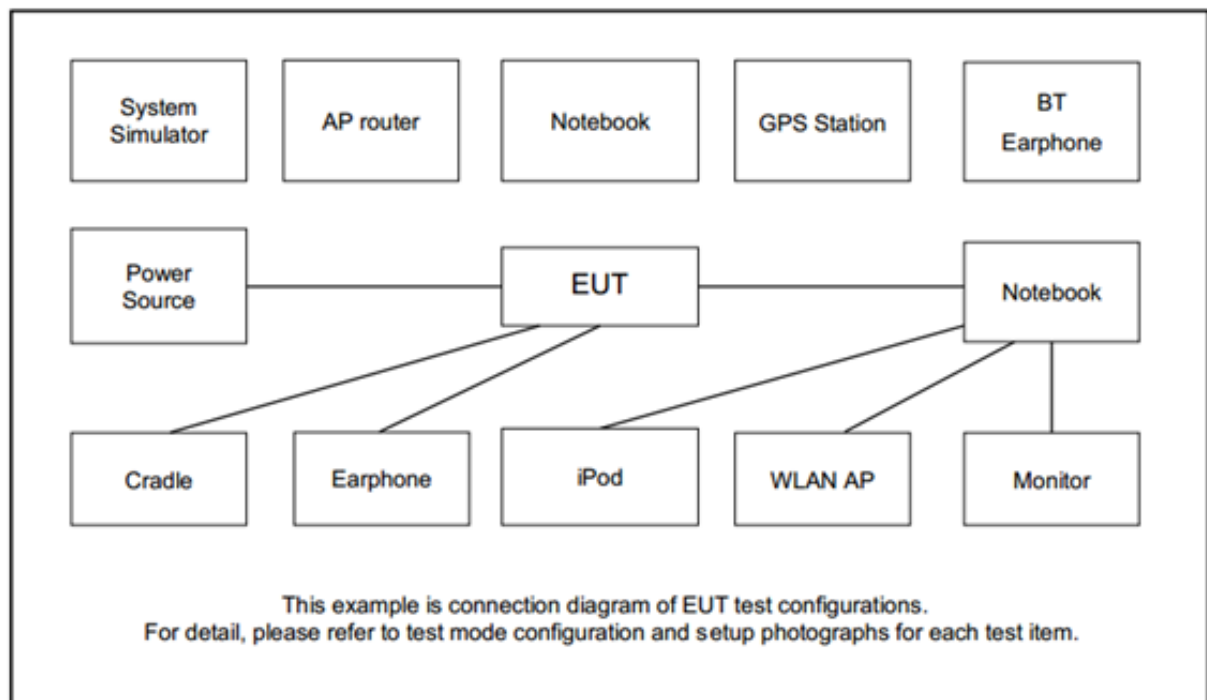 System
Simulator
AP router
Notebook
GPS Station
BT
Earphone
Power
Source
EUT
Notebook
Cradle
Earphone
iPod
WLAN AP
Monitor
This example is connection diagram of EUT test configurations.
For detail, please refer to test mode configuration and setup photographs for each test item.